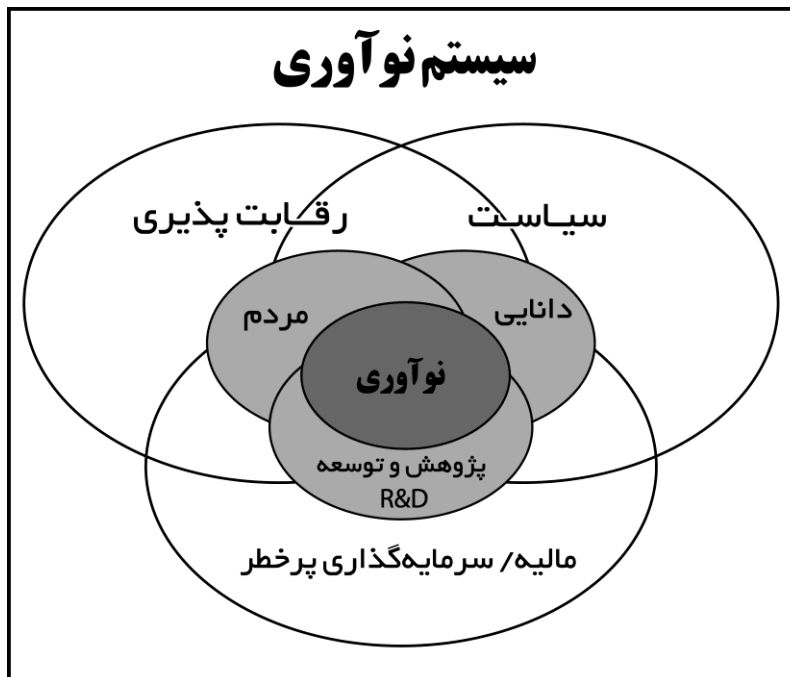 سیستم نوآوری
رقابت پذیری
سیاست
مردم
دانایی
نوآوری
پژوهش و توسعه
R&D
مالیه/ سرمایه‌گذاری پرخطر